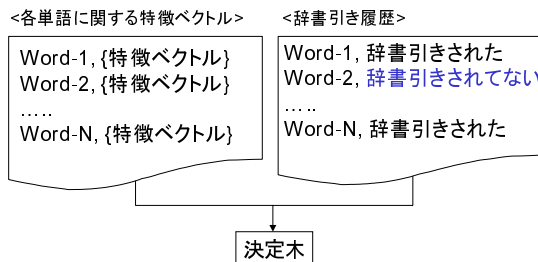 <各単語に関する特徴ベクトル>
Word-1, {特徴ベクトル}
Word-2, {特徴ベクトル}
…..
Word-N, {特徴ベクトル}
<辞書引き履歴>
Word-1, 辞書引きされた
Word-2, 辞書引きされてない
…..
Word-N, 辞書引きされた
決定木